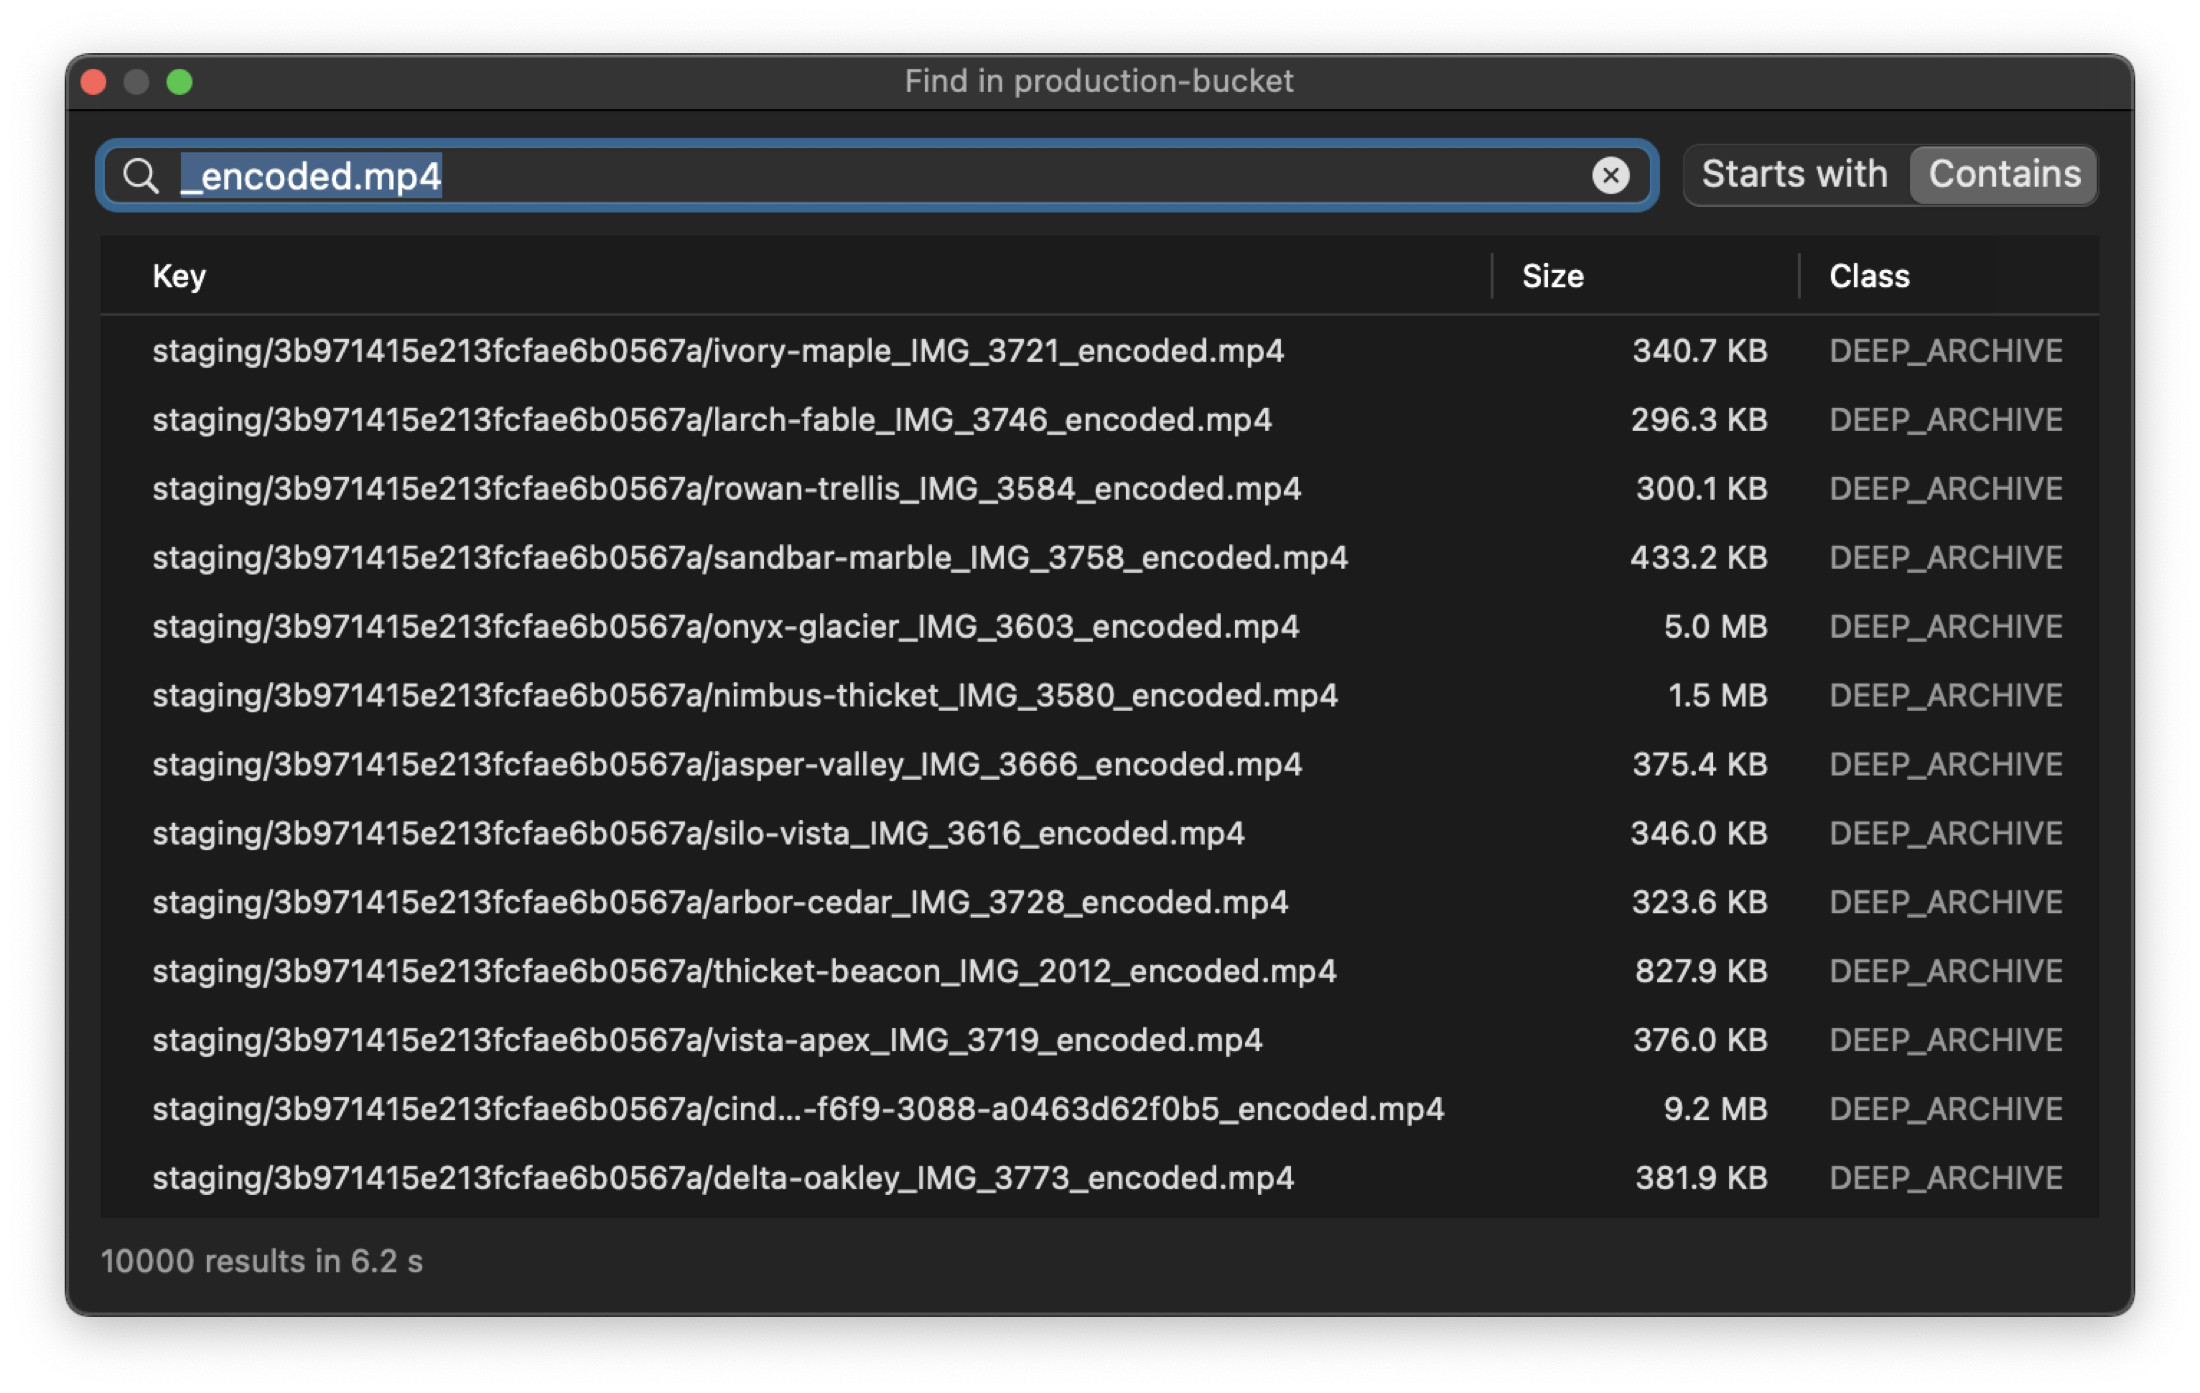 Find in production-bucket
_encoded.mp4 Starts with Contains
Key Size Class
staging/3b971415e213fcfae6b0567a/ivory-maple_IMG_3721_encoded.mp4 340.7 KB DEEP_ARCHIVE
staging/3b971415e213fcfae6b0567a/larch-fable_IMG_3746_encoded.mp4 296.3 KB DEEP_ARCHIVE
staging/3b971415e213fcfae6b0567a/rowan-trellis_IMG_3584_encoded.mp4 300.1 KB DEEP_ARCHIVE
staging/3b971415e213fcfae6b0567a/sandbar-marble_IMG_3758_encoded.mp4 433.2 KB DEEP_ARCHIVE
staging/3b971415e213fcfae6b0567a/onyx-glacier_IMG_3603_encoded.mp4 5.0 MB DEEP_ARCHIVE
staging/3b971415e213fcfae6b0567a/nimbus-thicket_IMG_3580_encoded.mp4 1.5 MB DEEP_ARCHIVE
staging/3b971415e213fcfae6b0567a/jasper-valley_IMG_3666_encoded.mp4 375.4 KB DEEP_ARCHIVE
staging/3b971415e213fcfae6b0567a/silo-vista_IMG_3616_encoded.mp4 346.0 KB DEEP_ARCHIVE
staging/3b971415e213fcfae6b0567a/arbor-cedar_IMG_3728_encoded.mp4 323.6 KB DEEP_ARCHIVE
staging/3b971415e213fcfae6b0567a/thicket-beacon_IMG_2012_encoded.mp4 827.9 KB DEEP_ARCHIVE
staging/3b971415e213fcfae6b0567a/vista-apex_IMG_3719_encoded.mp4 376.0 KB DEEP_ARCHIVE
staging/3b971415e213fcfae6b0567a/cind...-f6f9-3088-a0463d62f0b5_encoded.mp4 9.2 MB DEEP_ARCHIVE
staging/3b971415e213fcfae6b0567a/delta-oakley_IMG_3773_encoded.mp4 381.9 KB DEEP_ARCHIVE
10000 results in 6.2 s